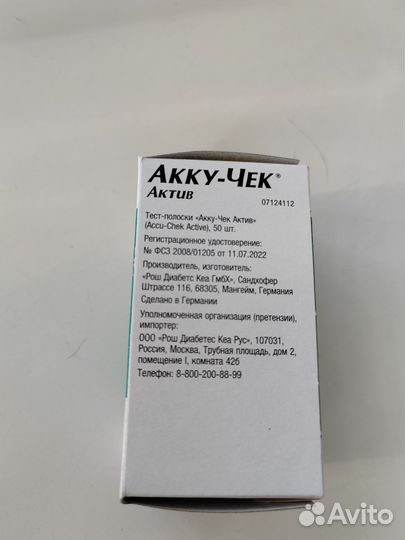 АККУ-ЧЕК®
АКТИВ
07124112
Тест-полоски «Акку-Чек Актив»
(Accu-Chek Active), 50 шт.
Регистрационное удостоверение:
№ ФСЗ 2008/01205 от 11.07.2022
Производитель, изготовитель:
«Рош Диабетс Кеа ГмбХ», Сандхофер
Штрассе 116, 68305, Мангейм, Германия
Сделано в Германии
Уполномоченная организация (претензии),
импортер:
ООО «Рош Диабетес Кеа Рус», 107031,
Россия, Москва, Трубная площадь, дом 2,
помещение I, комната 42б
Телефон: 8-800-200-88-99
Avito